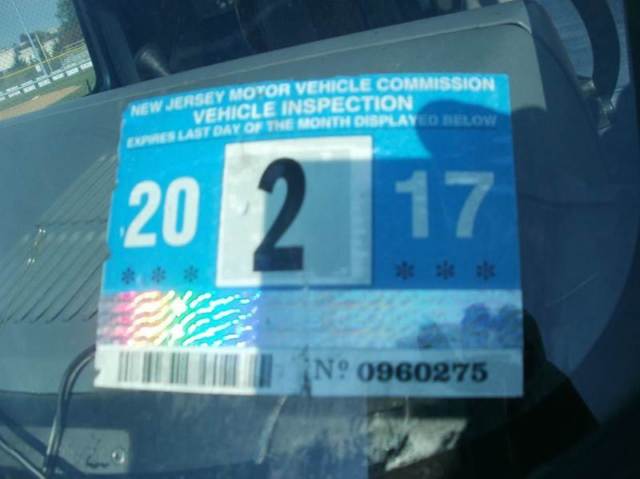 NEW JERSEY MOTOR VEHICLE COMMISSION
VEHICLE INSPECTION
EXPIRES LAST DAY OF THE MONTH DISPLAYED BELOW
20 2 17
* * * * * *
Nº 0960275